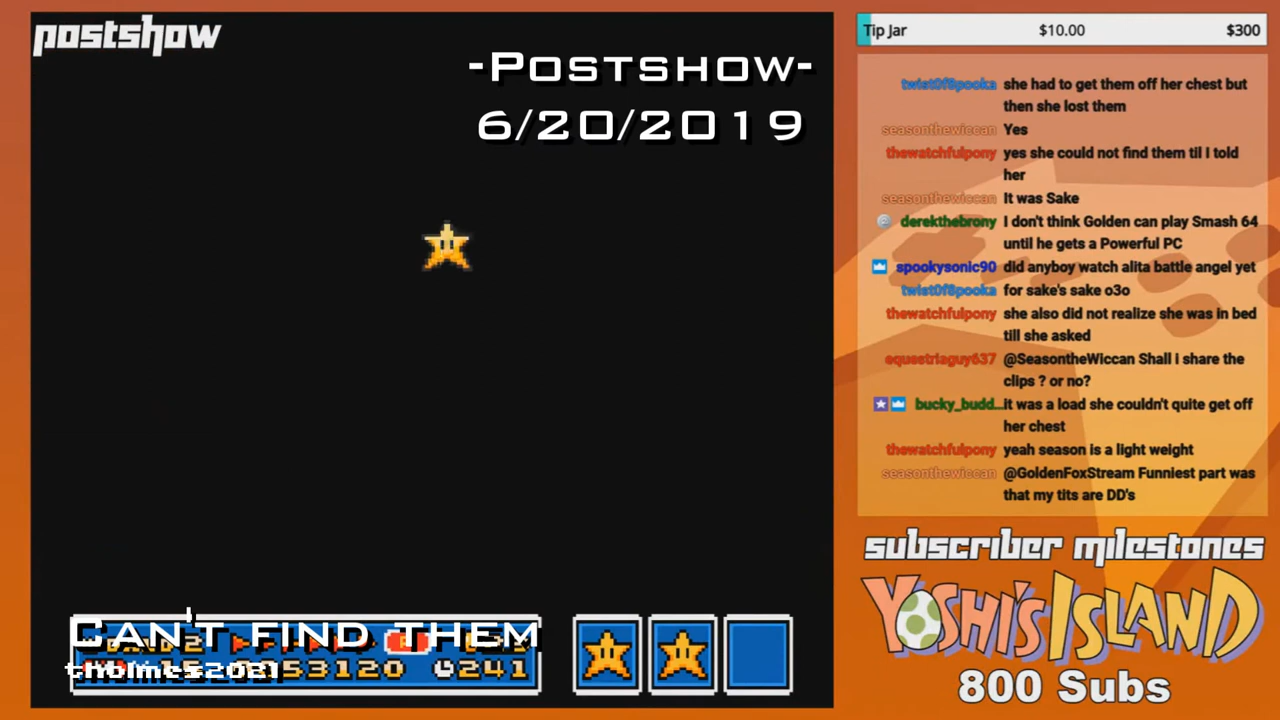 postshow
-Postshow-
6/20/2019
Tip Jar $10.00 $300
twist0f8pooka she had to get them off her chest but
then she lost them
seasonthewiccan Yes
thewatchfulpony yes she could not find them til I told
her
seasonthewiccan It was Sake
derekthebrony I don't think Golden can play Smash 64
until he gets a Powerful PC
spookysonic90 did anyboy watch alita battle angel yet
twist0f8pooka for sake's sake o3o
thewatchfulpony she also did not realize she was in bed
till she asked
equestriaguy637 @SeasontheWiccan Shall i share the
clips ? or no?
bucky_budd... it was a load she couldn't quite get off
her chest
thewatchfulpony yeah season is a light weight
seasonthewiccan @GoldenFoxStream Funniest part was
that my tits are DD's
subscriber milestones
Yoshi's Island
800 Subs
Can't find them
tholmes2021
53120 241